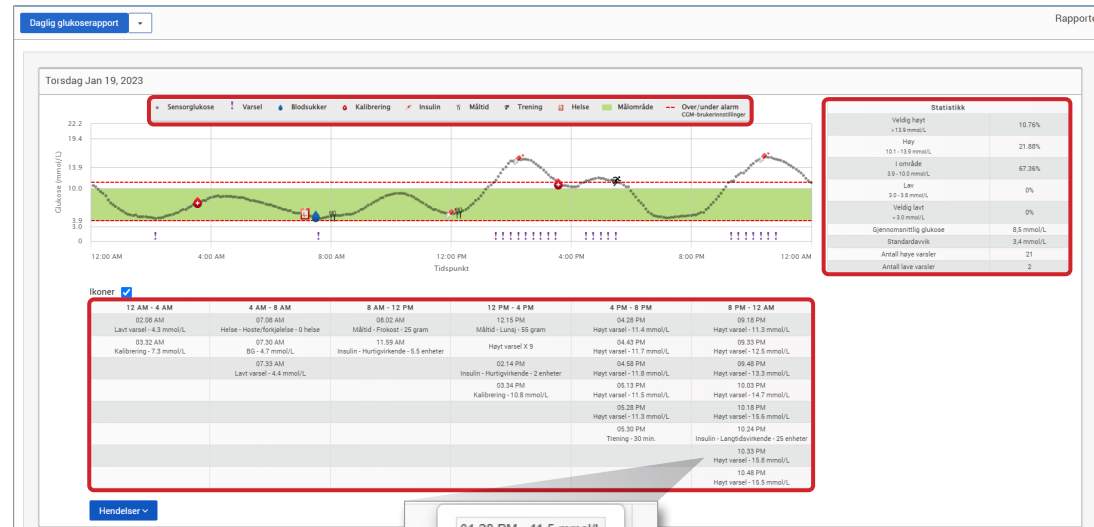 Daglig glukoserapport
Rapporte
Torsdag Jan 19, 2023
Sensorglukose ! Varsel Blodsukker Kalibrering Insulin Måltid Trening Helse Målområde -- Over/under alarm
CGM-brukerinnstillinger
22.2
19.4
13.9
10.0
3.9
3.0
0
Glukose (mmol/L)
12:00 AM 4:00 AM 8:00 AM 12:00 PM 4:00 PM 8:00 PM 12:00 AM
Tidspunkt
Statistikk
Veldig høyt
> 13.9 mmol/L 10.76%
Høy
10.1 - 13.9 mmol/L 21.88%
I område
3.9 - 10.0 mmol/L 67.36%
Lav
3.0 - 3.8 mmol/L 0%
Veldig lavt
< 3.0 mmol/L 0%
Gjennomsnittlig glukose 8,5 mmol/L
Standardavvik 3,4 mmol/L
Antall høye varsler 21
Antall lave varsler 2
Ikoner
12 AM - 4 AM 4 AM - 8 AM 8 AM - 12 PM 12 PM - 4 PM 4 PM - 8 PM 8 PM - 12 AM
02.08 AM 07.08 AM 08.02 AM 12.15 PM 04.28 PM 09.18 PM
Lavt varsel - 4.3 mmol/L Helse - Hoste/forkjølelse - 0 helse Måltid - Frokost - 25 gram Måltid - Lunsj - 55 gram Høyt varsel - 11.4 mmol/L Høyt varsel - 11.3 mmol/L
03.32 AM 07.30 AM 11.59 AM Høyt varsel X 9 04.43 PM 09.33 PM
Kalibrering - 7.3 mmol/L BG - 4.7 mmol/L Insulin - Hurtigvirkende - 5.5 enheter Høyt varsel - 11.7 mmol/L Høyt varsel - 12.5 mmol/L
07.33 AM 02.14 PM 04.58 PM 09.48 PM
Lavt varsel - 4.4 mmol/L Insulin - Hurtigvirkende - 2 enheter Høyt varsel - 11.8 mmol/L Høyt varsel - 13.3 mmol/L
03.34 PM 05.13 PM 10.03 PM
Kalibrering - 10.8 mmol/L Høyt varsel - 11.5 mmol/L Høyt varsel - 14.7 mmol/L
05.28 PM 10.18 PM
Høyt varsel - 11.3 mmol/L Høyt varsel - 15.6 mmol/L
05.30 PM 10.24 PM
Trening - 30 min. Insulin - Langtidsvirkende - 25 enheter
10.33 PM
Høyt varsel - 15.8 mmol/L
10.48 PM
Høyt varsel - 15.5 mmol/L
Hendelser